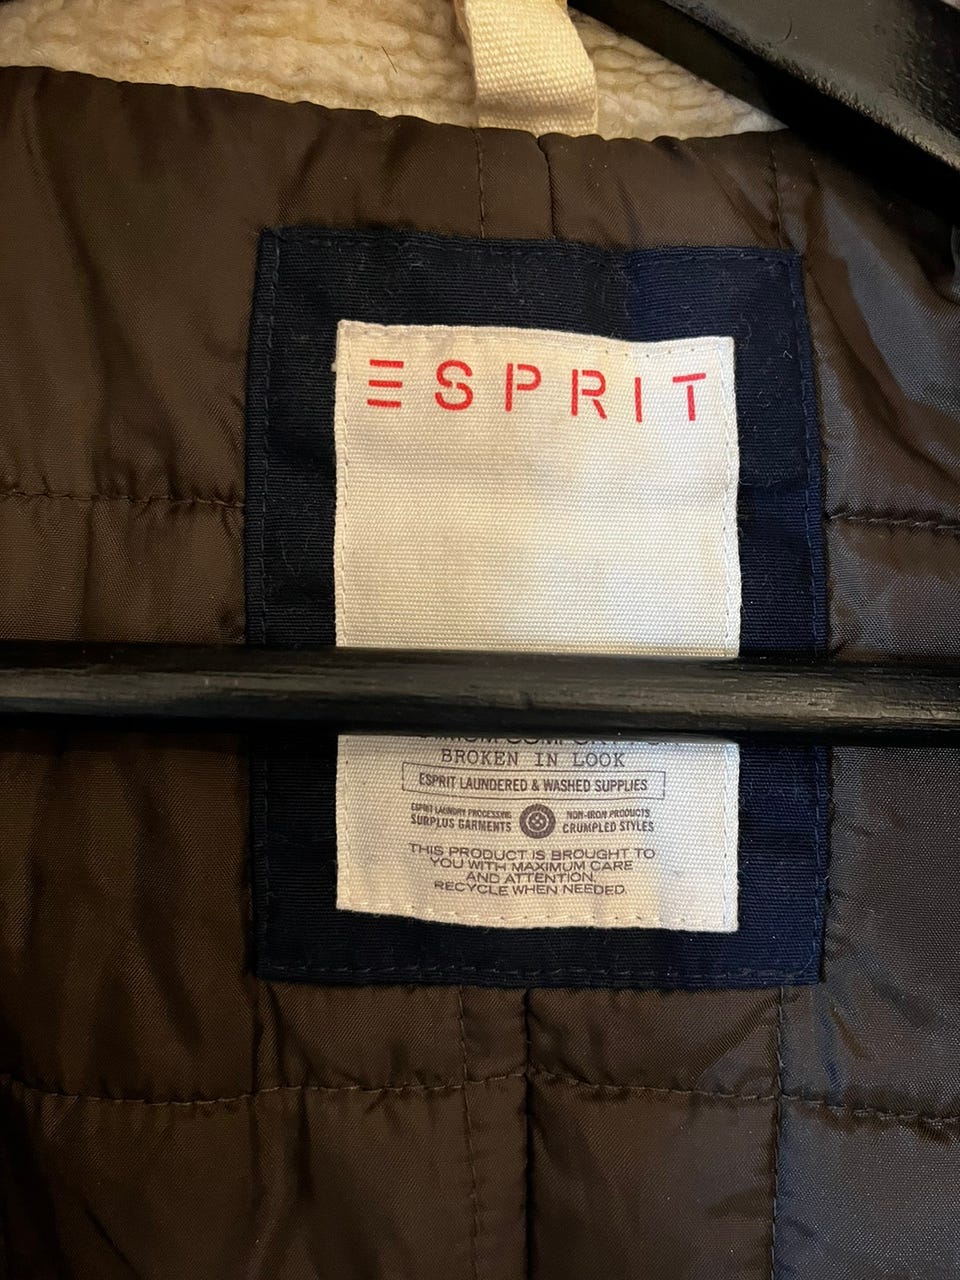 ESPRIT
BROKEN IN LOOK
ESPRIT LAUNDERED & WASHED SUPPLIES
ESPRIT LAUNDRY PROCESSING
SURPLUS GARMENTS
NON-IRON PRODUCTS
CRUMPLED STYLES
THIS PRODUCT IS BROUGHT TO
YOU WITH MAXIMUM CARE
AND ATTENTION.
RECYCLE WHEN NEEDED.